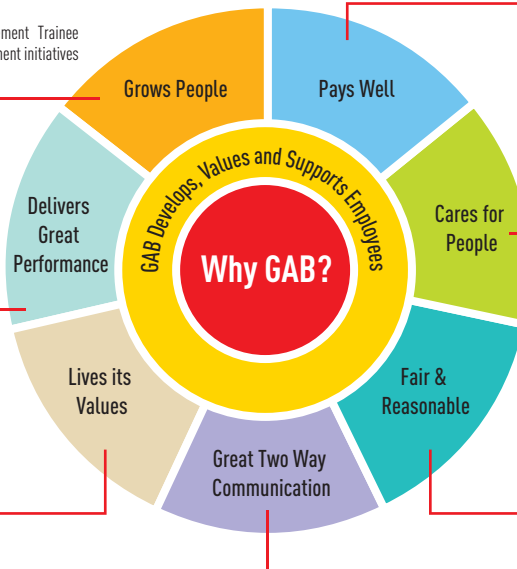 ment Trainee
ment initiatives
Grows People
Pays Well
Delivers
Great
Performance
GAB Develops, Values and Supports Employees
Cares for
People
Why GAB?
Lives its
Values
Fair &
Reasonable
Great Two Way
Communication